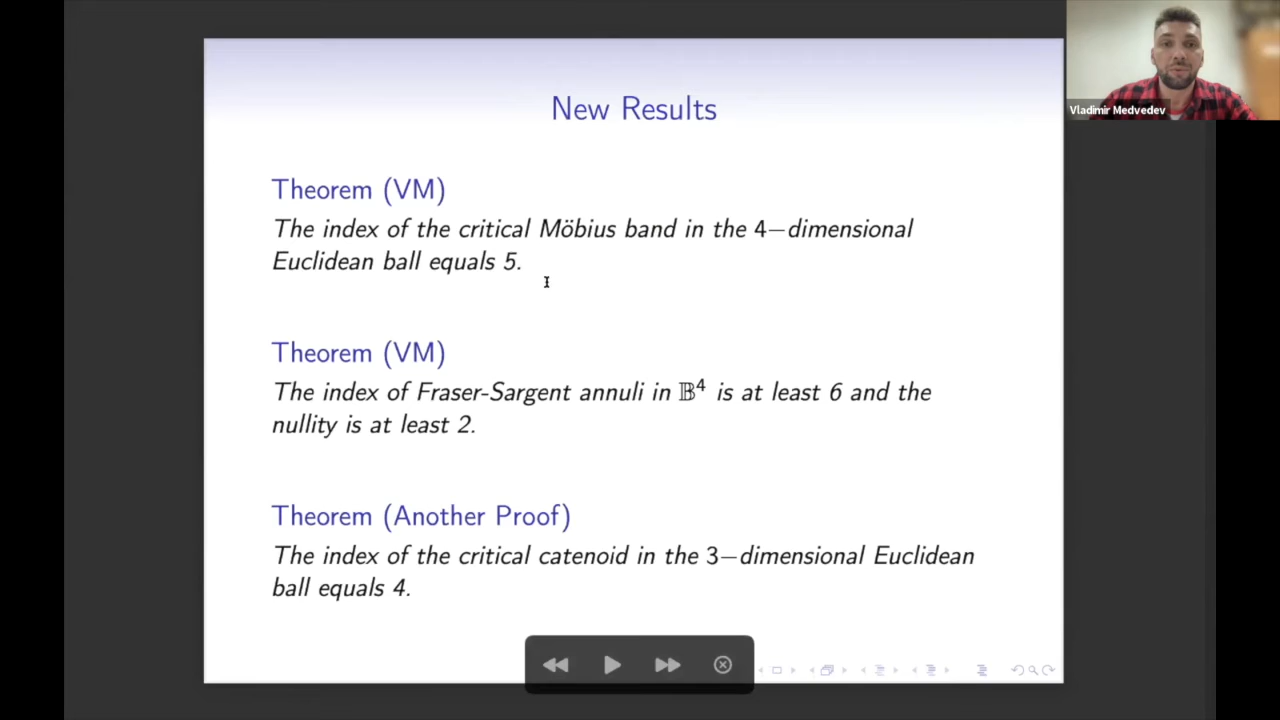 New Results
Theorem (VM)
The index of the critical Möbius band in the 4−dimensional
Euclidean ball equals 5.
Theorem (VM)
The index of Fraser-Sargent annuli in 𝔹⁴ is at least 6 and the
nullity is at least 2.
Theorem (Another Proof)
The index of the critical catenoid in the 3−dimensional Euclidean
ball equals 4.
Vladimir Medvedev